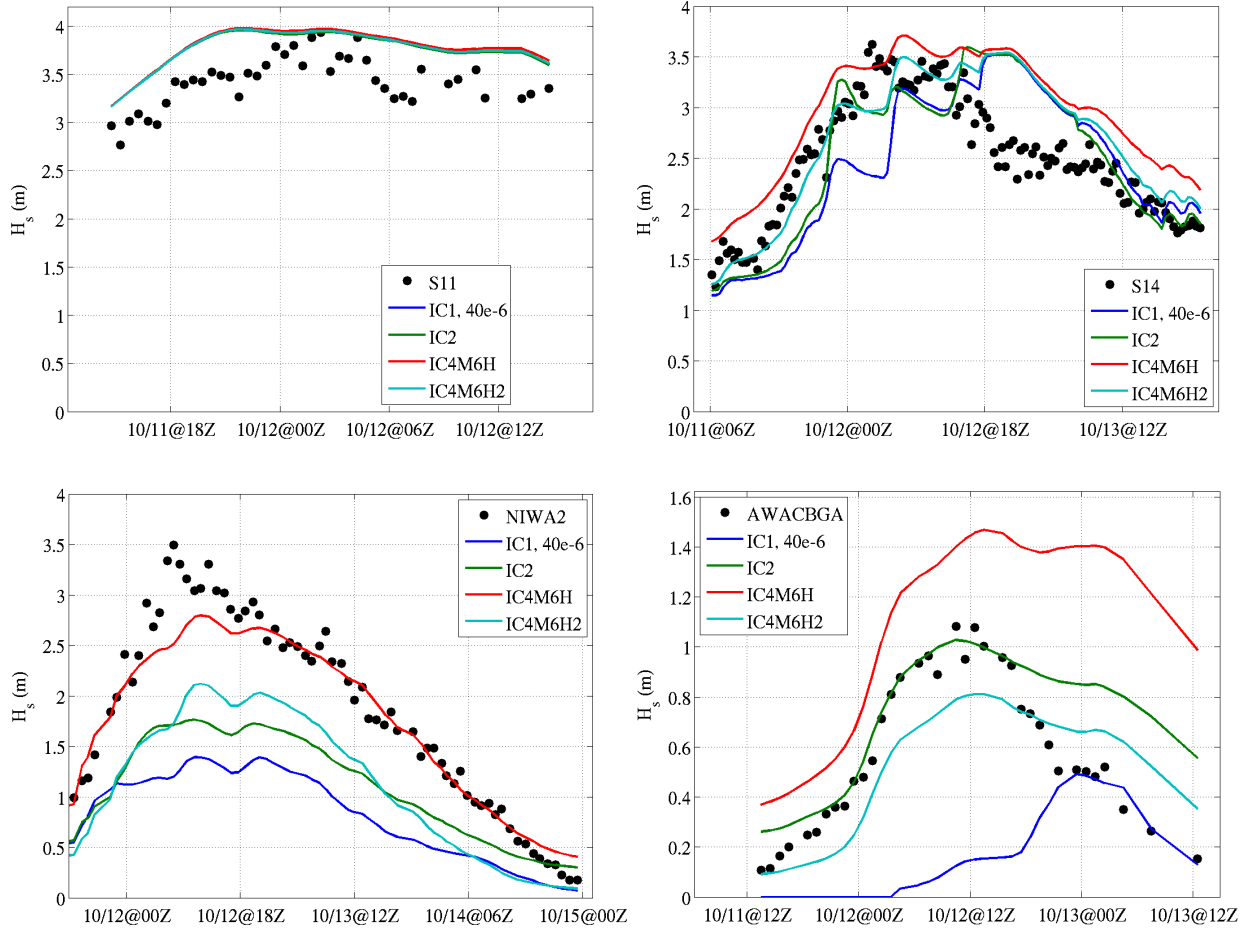 4
3.5
3
2.5
2
1.5
1
0.5
0
H_s (m)
S11
IC1, 40e-6
IC2
IC4M6H
IC4M6H2
10/11@18Z 10/12@00Z 10/12@06Z 10/12@12Z
4
3.5
3
2.5
2
1.5
1
0.5
0
H_s (m)
S14
IC1, 40e-6
IC2
IC4M6H
IC4M6H2
10/11@06Z 10/12@00Z 10/12@18Z 10/13@12Z
4
3.5
3
2.5
2
1.5
1
0.5
0
H_s (m)
NIWA2
IC1, 40e-6
IC2
IC4M6H
IC4M6H2
10/12@00Z 10/12@18Z 10/13@12Z 10/14@06Z 10/15@00Z
1.6
1.4
1.2
1
0.8
0.6
0.4
0.2
0
H_s (m)
AWACBGA
IC1, 40e-6
IC2
IC4M6H
IC4M6H2
10/11@12Z 10/12@00Z 10/12@12Z 10/13@00Z 10/13@12Z